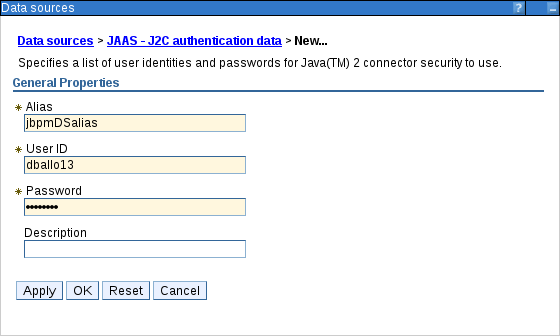 Data sources ? _
Data sources > JAAS - J2C authentication data > New...
Specifies a list of user identities and passwords for Java(TM) 2 connector security to use.
General Properties
* Alias
jbpmDSalias
* User ID
dballo13
* Password
••••••••
Description
Apply OK Reset Cancel